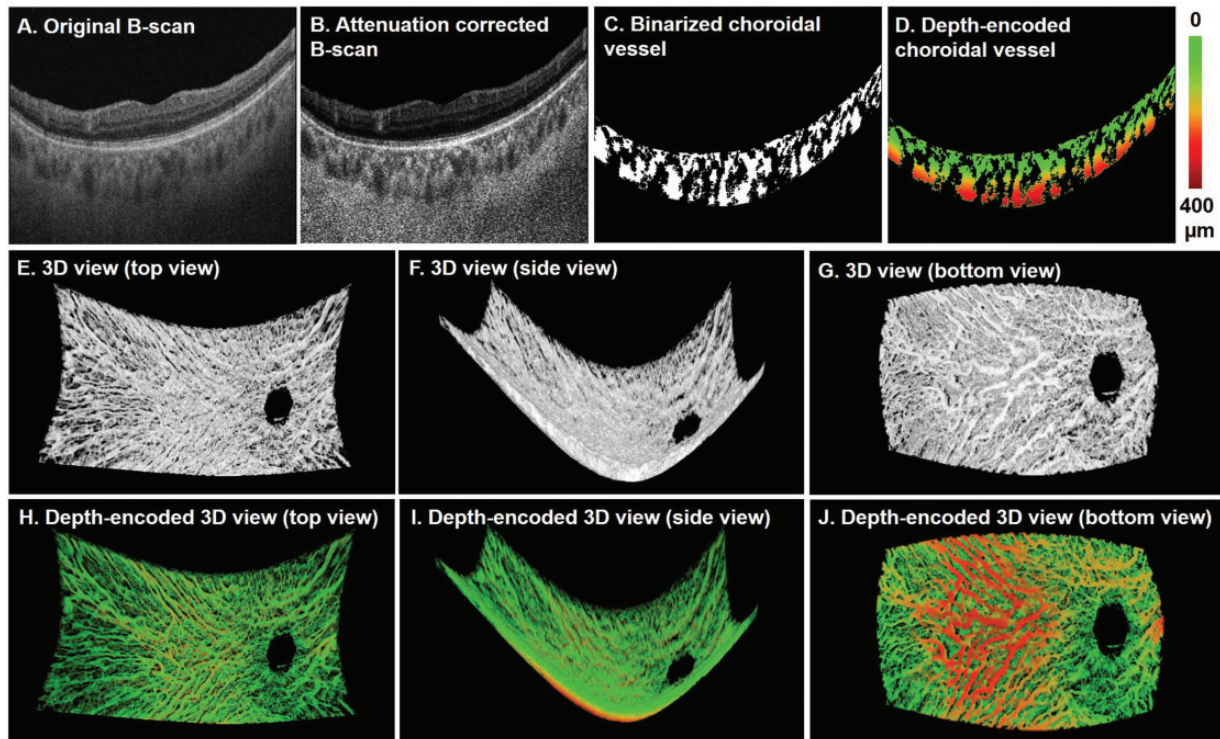 A. Original B-scan
B. Attenuation corrected
B-scan
C. Binarized choroidal
vessel
D. Depth-encoded
choroidal vessel
0
400
µm
E. 3D view (top view)
F. 3D view (side view)
G. 3D view (bottom view)
H. Depth-encoded 3D view (top view)
I. Depth-encoded 3D view (side view)
J. Depth-encoded 3D view (bottom view)